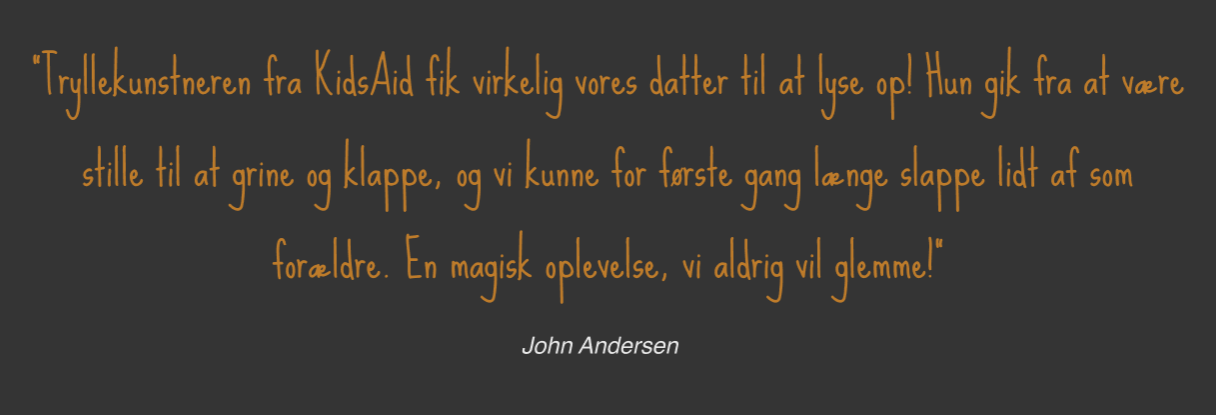 "Tryllekunstneren fra KidsAid fik virkelig vores datter til at lyse op! Hun gik fra at være
stille til at grine og klappe, og vi kunne for første gang længe slappe lidt af som
forældre. En magisk oplevelse, vi aldrig vil glemme!"
John Andersen